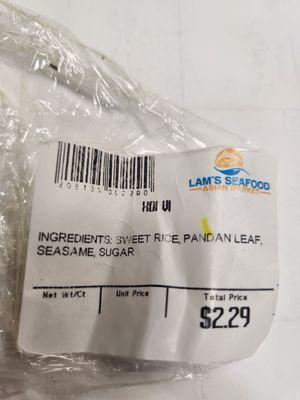 LAM'S SEAFOOD
ASIAN MARKET
XOI VI
INGREDIENTS: SWEET RICE, PANDAN LEAF,
SEASAME, SUGAR
Net Wt/Ct
Unit Price
Total Price
$2.29